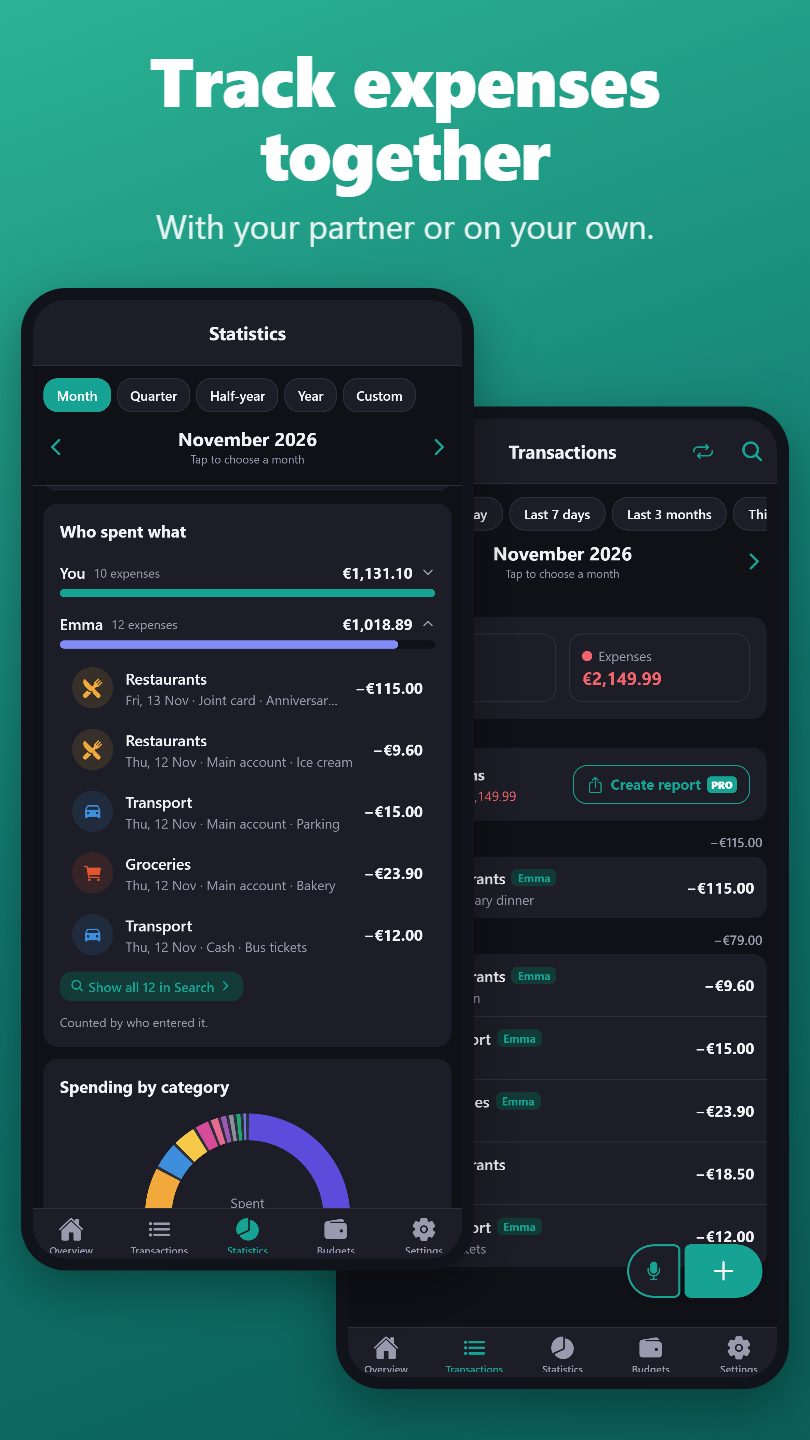 Track expenses
together
With your partner or on your own.
Statistics
Month Quarter Half-year Year Custom
November 2026
Tap to choose a month
Who spent what
You 10 expenses €1,131.10
Emma 12 expenses €1,018.89
Restaurants
Fri, 13 Nov · Joint card · Anniversar... −€115.00
Restaurants
Thu, 12 Nov · Main account · Ice cream −€9.60
Transport
Thu, 12 Nov · Main account · Parking −€15.00
Groceries
Thu, 12 Nov · Main account · Bakery −€23.90
Transport
Thu, 12 Nov · Cash · Bus tickets −€12.00
Show all 12 in Search
Counted by who entered it.
Spending by category
Spent
Overview Transactions Statistics Budgets Settings
Transactions
ay Last 7 days Last 3 months Thi
November 2026
Tap to choose a month
Expenses
€2,149.99
ns
,149.99
Create report PRO
−€115.00
rants Emma
ary dinner −€115.00
−€79.00
rants Emma
n −€9.60
ort Emma −€15.00
es Emma −€23.90
rants −€18.50
ort Emma
kets −€12.00
Overview Transactions Statistics Budgets Settings